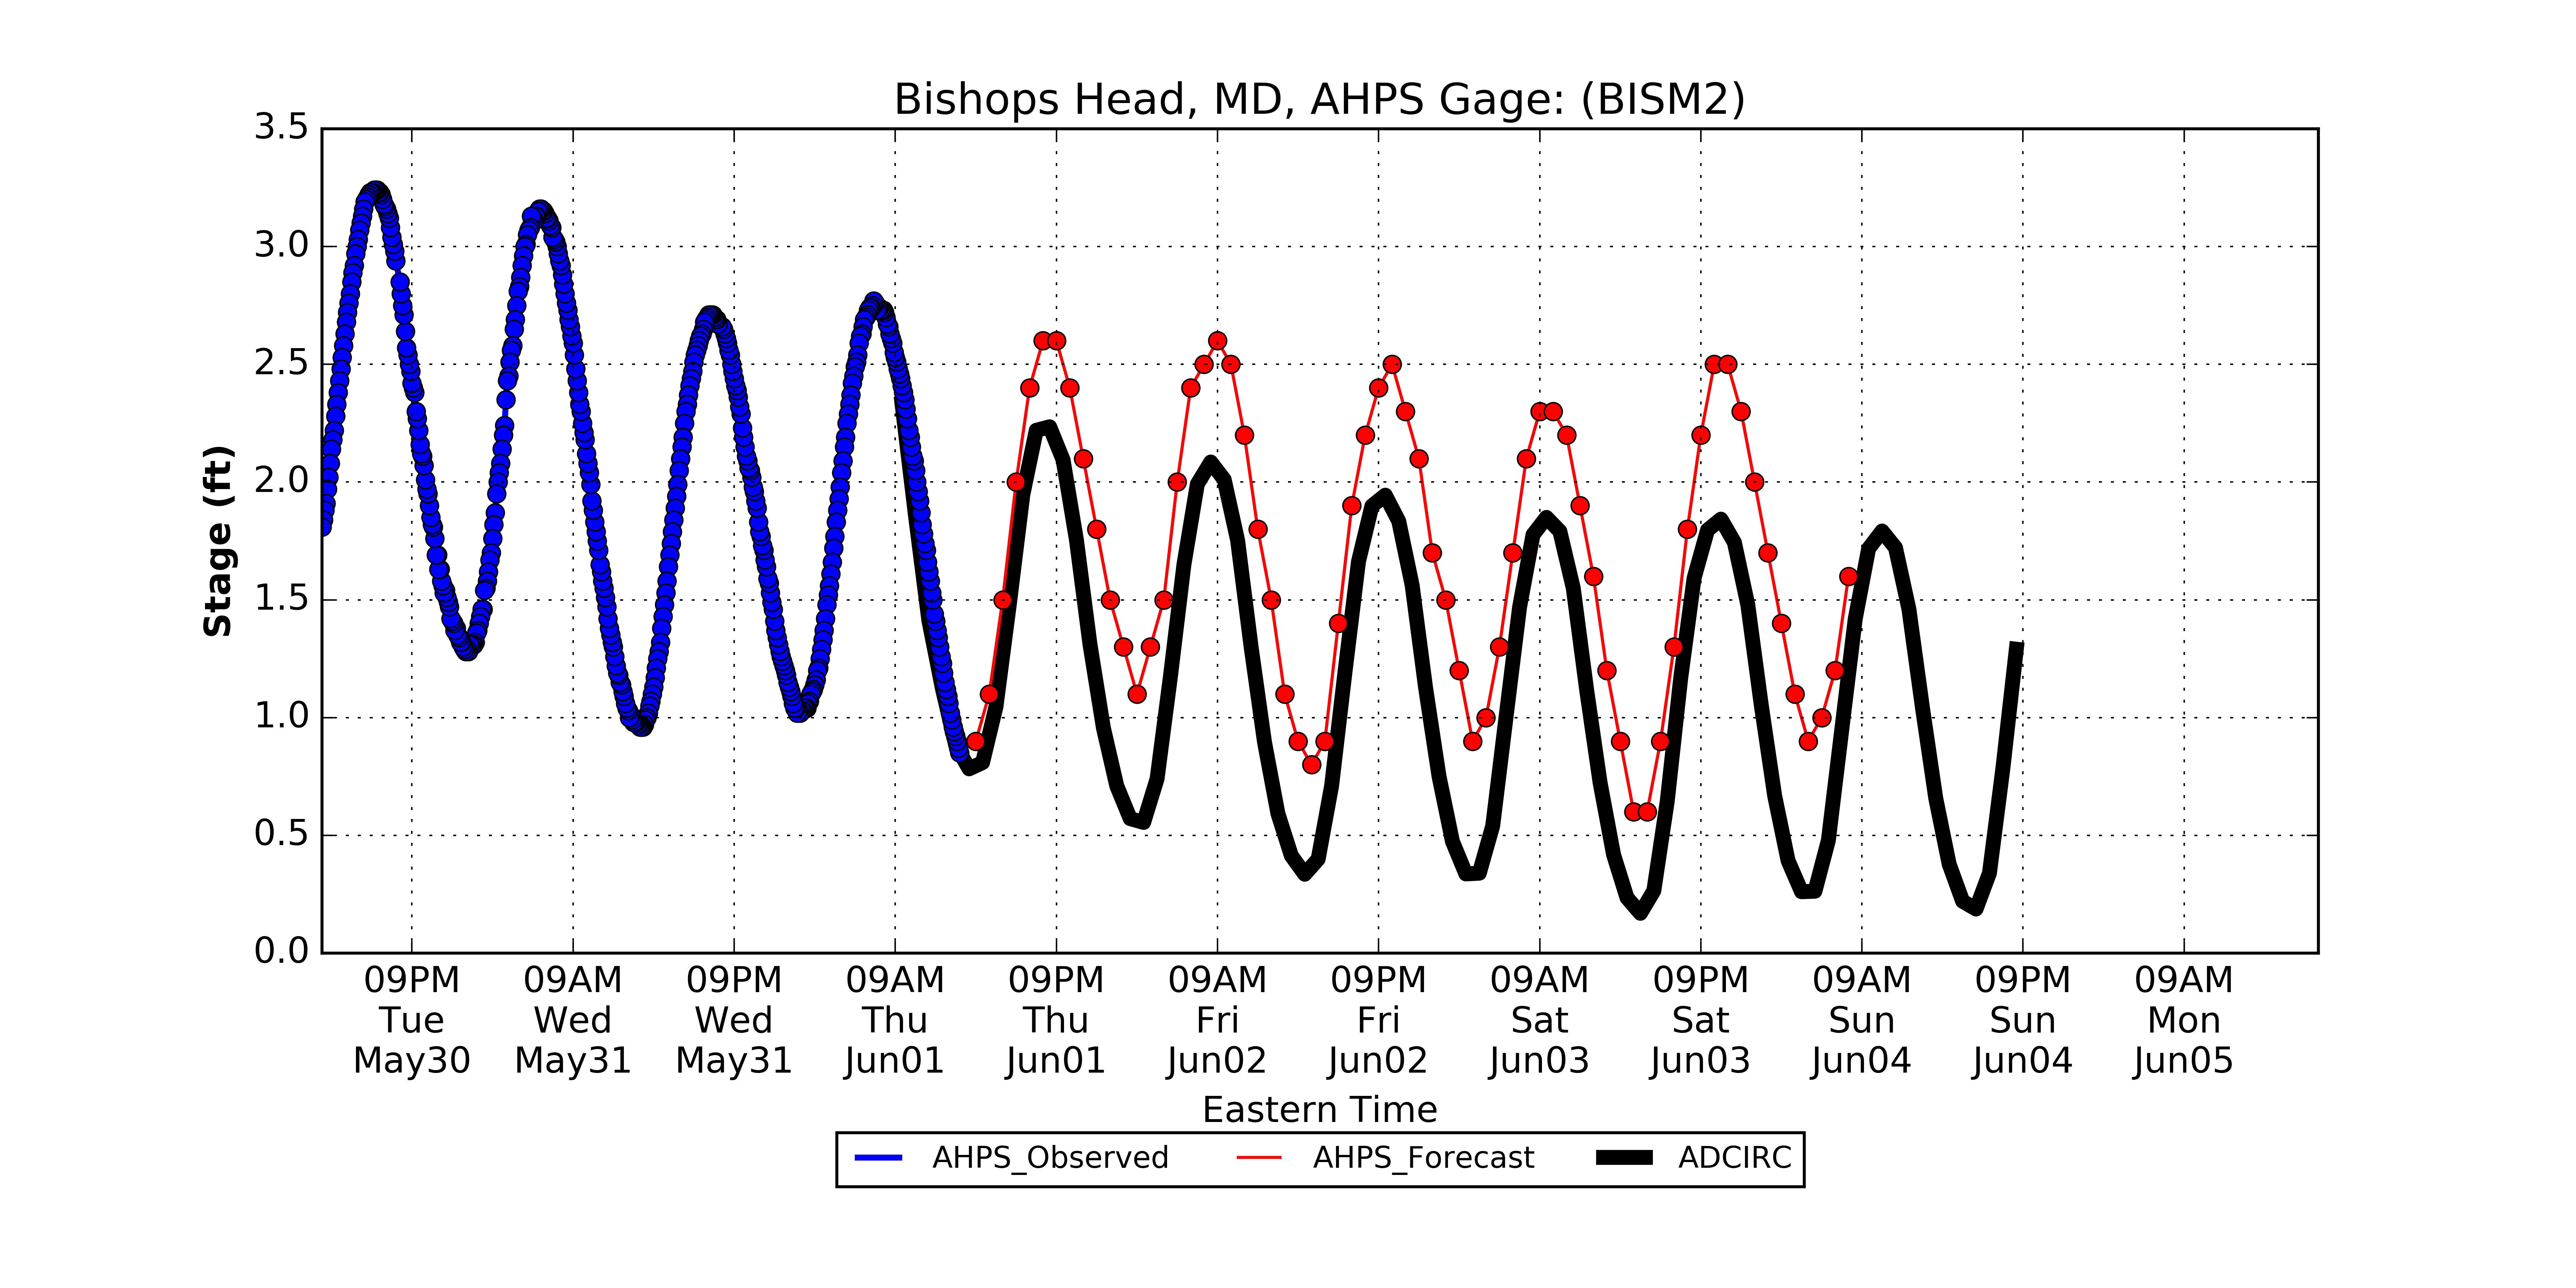 Bishops Head, MD, AHPS Gage: (BISM2)
3.5
3.0
2.5
2.0
1.5
1.0
0.5
0.0
Stage (ft)
09PM 09AM 09PM 09AM 09PM 09AM 09PM 09AM 09PM 09AM 09PM 09AM
Tue Wed Wed Thu Thu Fri Fri Sat Sat Sun Sun Mon
May30 May31 May31 Jun01 Jun01 Jun02 Jun02 Jun03 Jun03 Jun04 Jun04 Jun05
Eastern Time
AHPS_Observed AHPS_Forecast ADCIRC